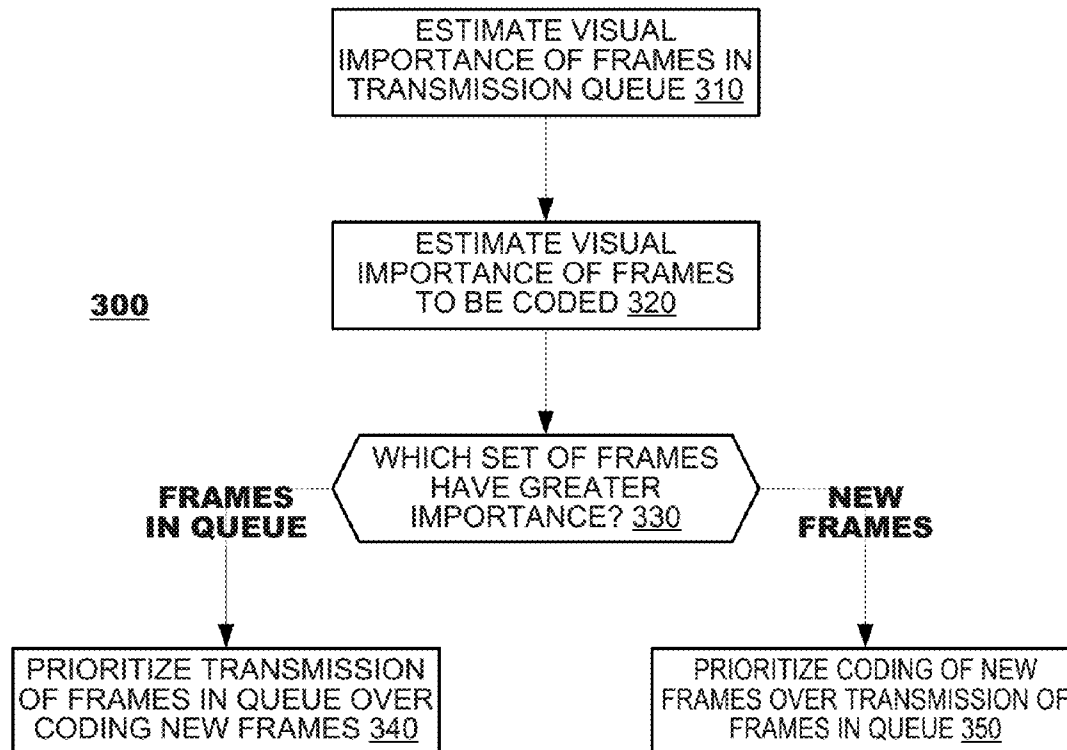 ESTIMATE VISUAL
IMPORTANCE OF FRAMES IN
TRANSMISSION QUEUE 310
ESTIMATE VISUAL
IMPORTANCE OF FRAMES
TO BE CODED 320
300
WHICH SET OF FRAMES
HAVE GREATER
IMPORTANCE? 330
FRAMES
IN QUEUE
NEW
FRAMES
PRIORITIZE TRANSMISSION
OF FRAMES IN QUEUE OVER
CODING NEW FRAMES 340
PRIORITIZE CODING OF NEW
FRAMES OVER TRANSMISSION OF
FRAMES IN QUEUE 350